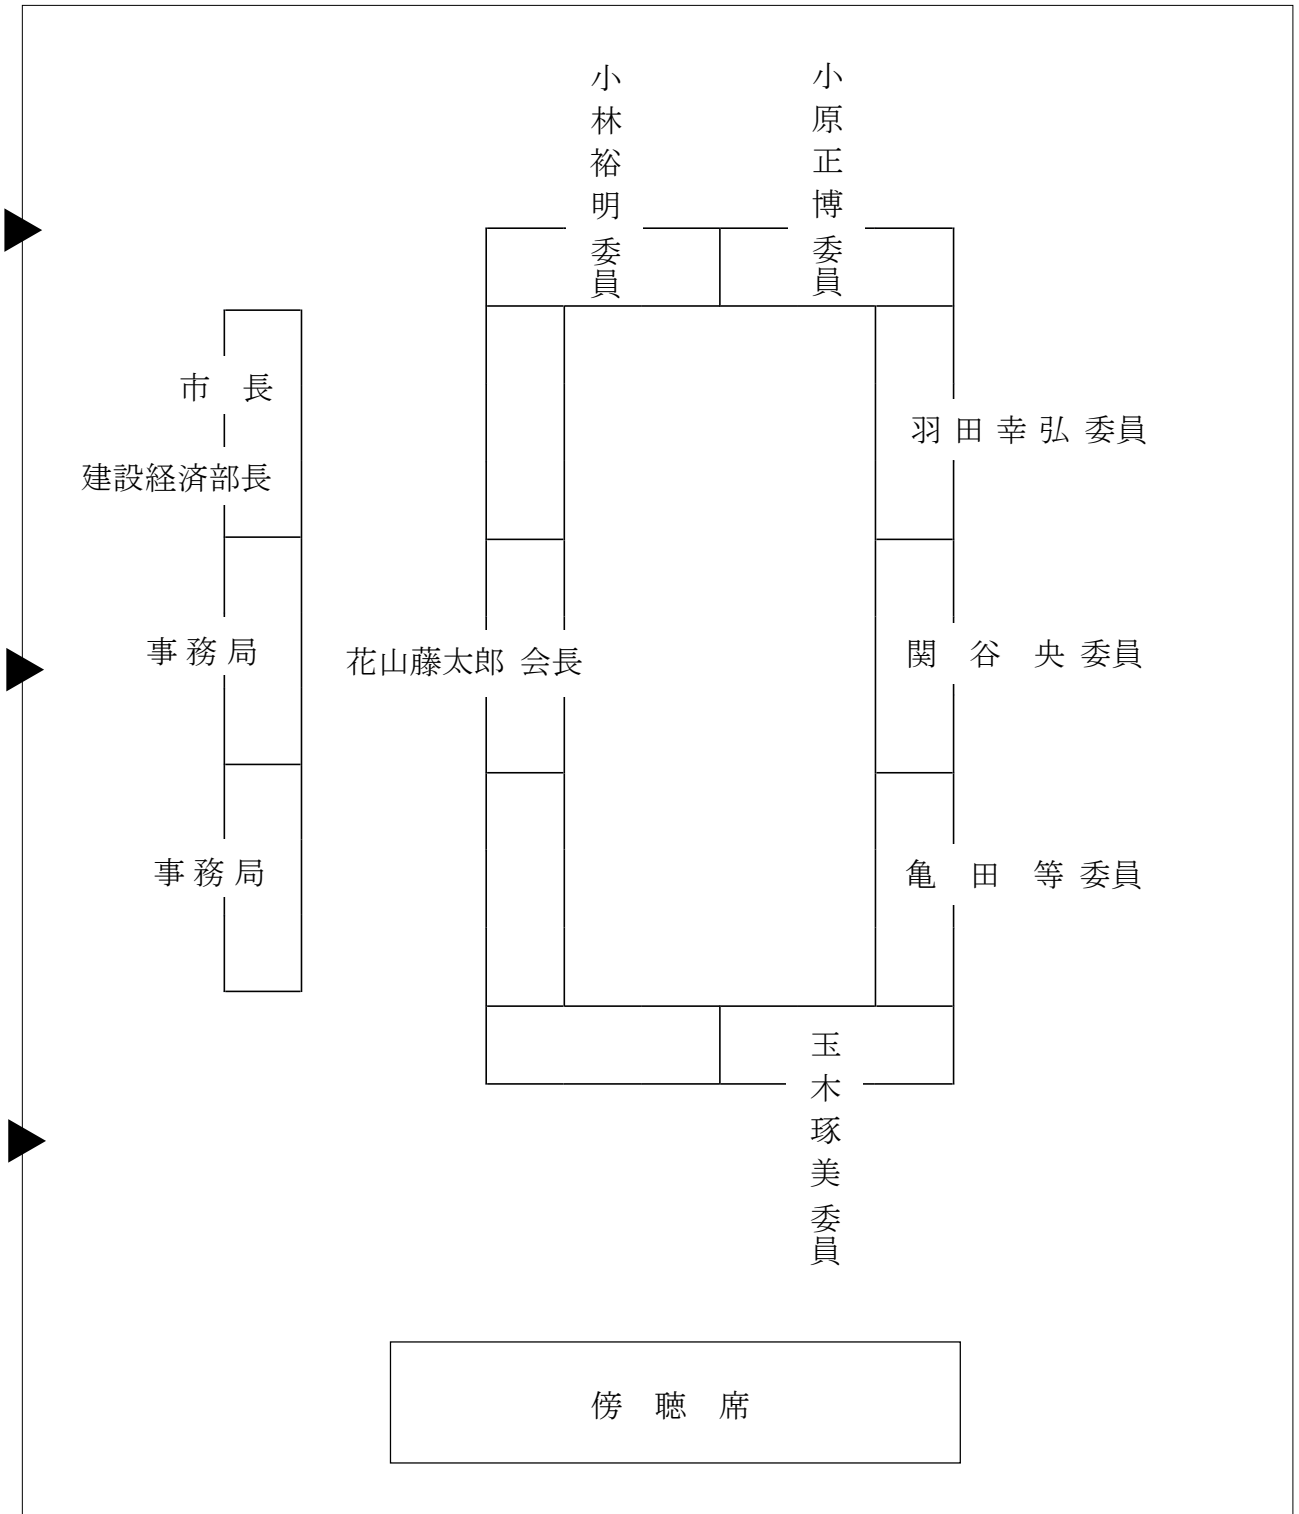 小林裕明 委員
小原正博 委員
市　長
建設経済部長
羽田幸弘 委員
事務局
花山藤太郎 会長
関　谷　央 委員
事務局
亀　田　等 委員
玉木琢美 委員
傍　聴　席